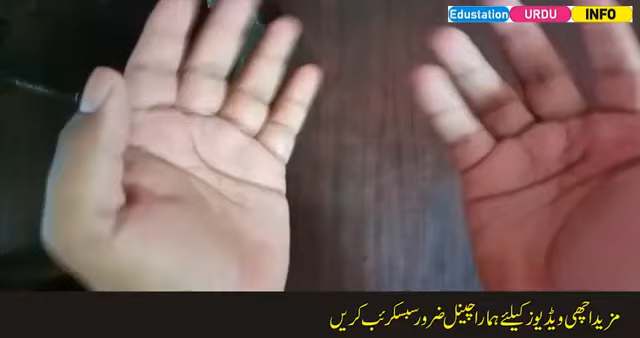 Edustation URDU INFO
مزید اچھی ویڈیوز کیلئے ہمارا چینل ضرور سبسکرائب کریں